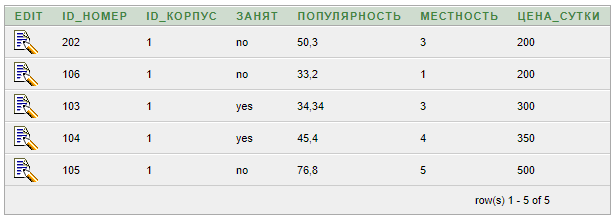 EDIT ID_НОМЕР ID_КОРПУС ЗАНЯТ ПОПУЛЯРНОСТЬ МЕСТНОСТЬ ЦЕНА_СУТКИ
202 1 no 50,3 3 200
106 1 no 33,2 1 200
103 1 yes 34,34 3 300
104 1 yes 45,4 4 350
105 1 no 76,8 5 500
row(s) 1 - 5 of 5